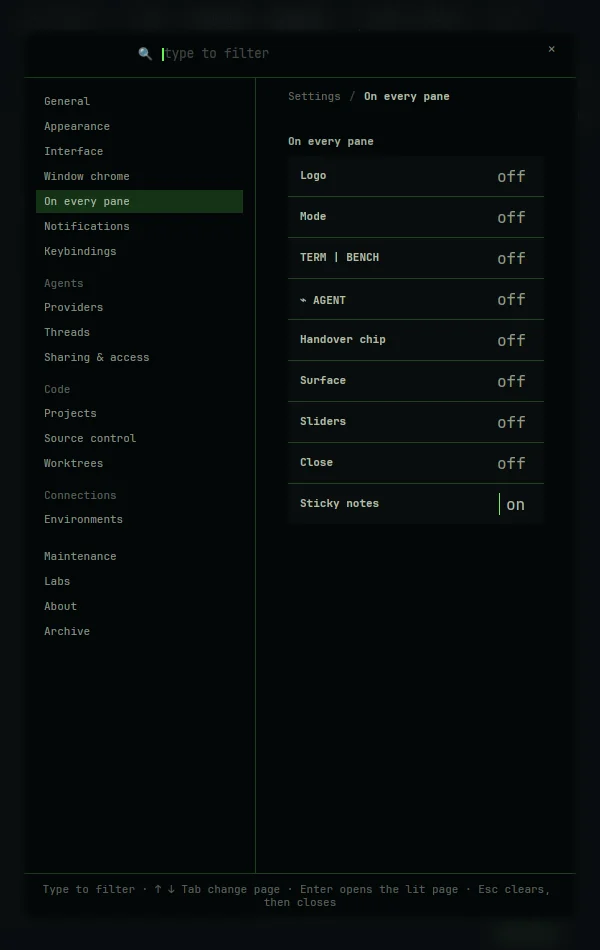 🔍 type to filter ×
General
Appearance
Interface
Window chrome
On every pane
Notifications
Keybindings
Agents
Providers
Threads
Sharing & access
Code
Projects
Source control
Worktrees
Connections
Environments
Maintenance
Labs
About
Archive
Settings / On every pane
On every pane
Logo off
Mode off
TERM | BENCH off
⌁ AGENT off
Handover chip off
Surface off
Sliders off
Close off
Sticky notes on
Type to filter · ↑ ↓ Tab change page · Enter opens the lit page · Esc clears,
then closes